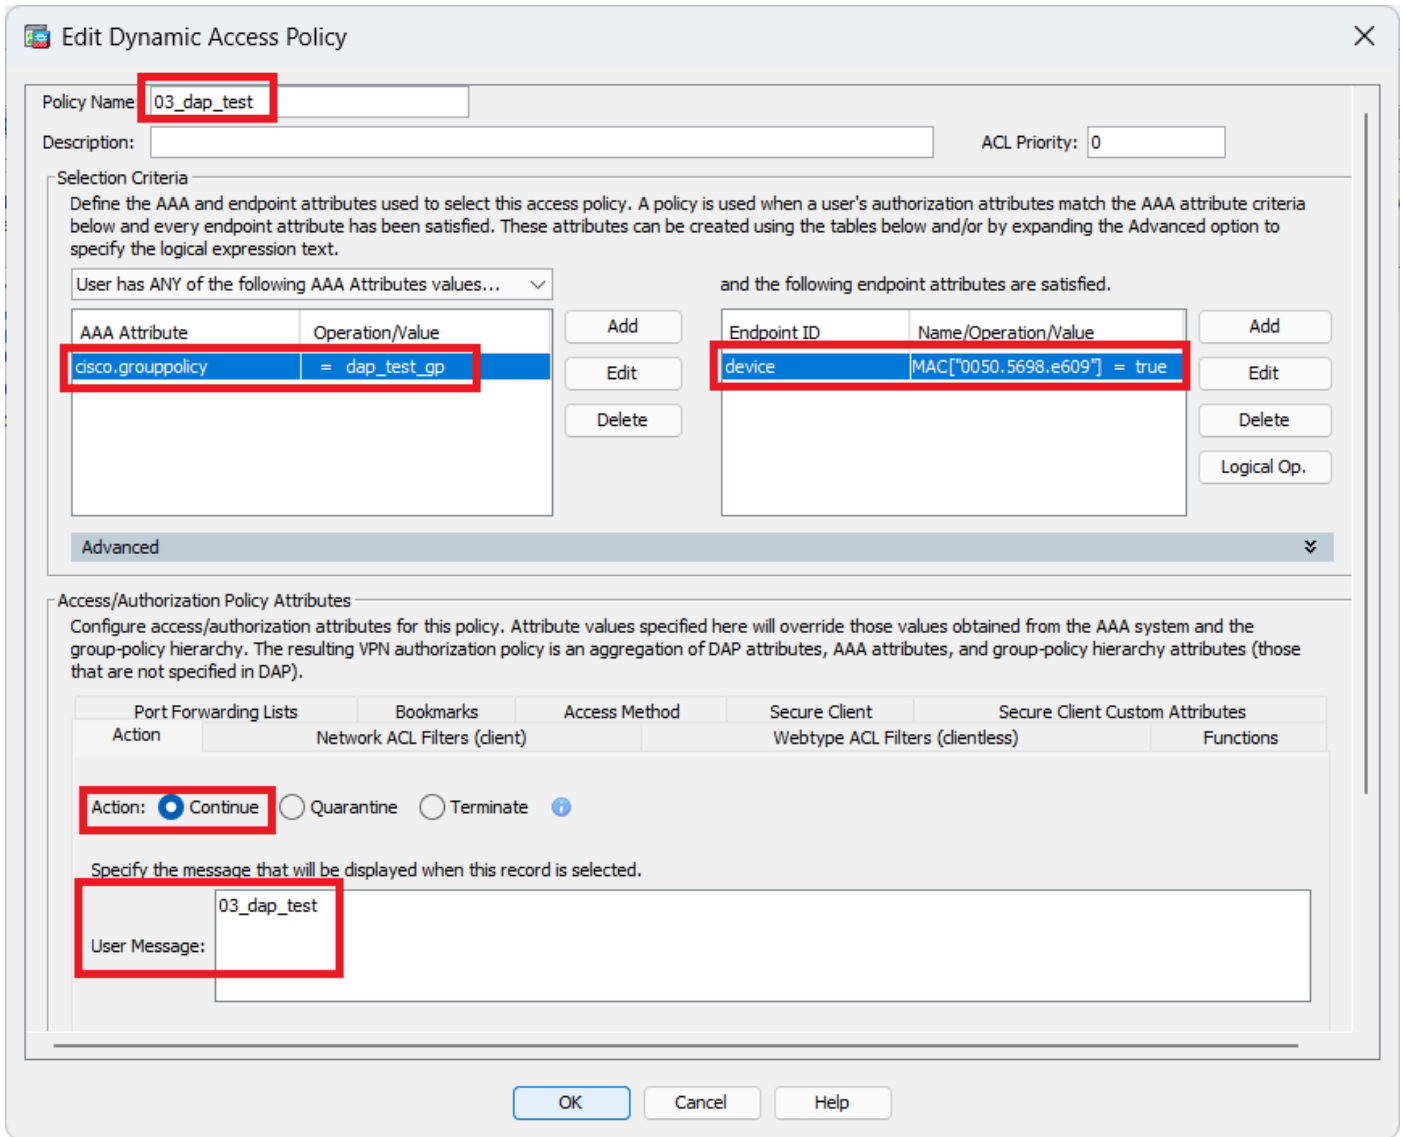 Edit Dynamic Access Policy
Policy Name: 03_dap_test
Description:
ACL Priority: 0
Selection Criteria
Define the AAA and endpoint attributes used to select this access policy. A policy is used when a user's authorization attributes match the AAA attribute criteria
below and every endpoint attribute has been satisfied. These attributes can be created using the tables below and/or by expanding the Advanced option to
specify the logical expression text.
User has ANY of the following AAA Attributes values...
and the following endpoint attributes are satisfied.
AAA Attribute Operation/Value
cisco.grouppolicy = dap_test_gp
Add
Edit
Delete
Endpoint ID Name/Operation/Value
device MAC["0050.5698.e609"] = true
Add
Edit
Delete
Logical Op.
Advanced
Access/Authorization Policy Attributes
Configure access/authorization attributes for this policy. Attribute values specified here will override those values obtained from the AAA system and the
group-policy hierarchy. The resulting VPN authorization policy is an aggregation of DAP attributes, AAA attributes, and group-policy hierarchy attributes (those
that are not specified in DAP).
Port Forwarding Lists Bookmarks Access Method Secure Client Secure Client Custom Attributes
Action Network ACL Filters (client) Webtype ACL Filters (clientless) Functions
Action: Continue Quarantine Terminate
Specify the message that will be displayed when this record is selected.
03_dap_test
User Message:
OK Cancel Help